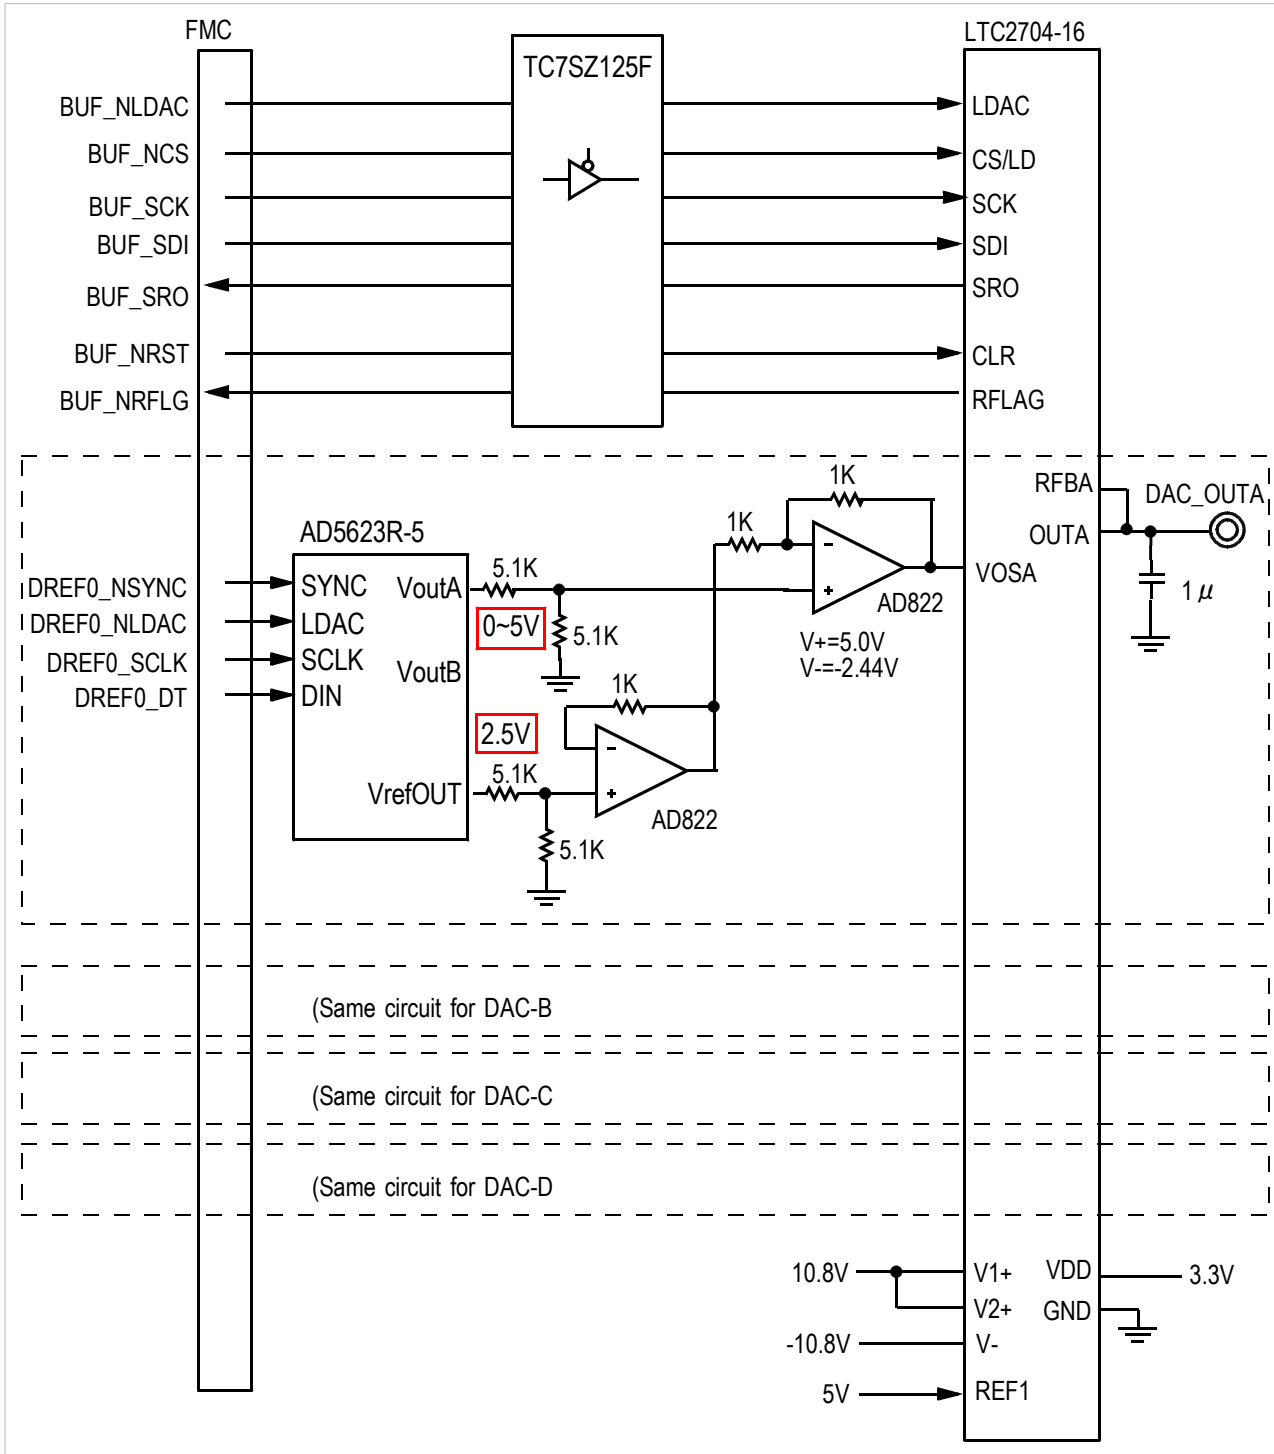 FMC
LTC2704-16
TC7SZ125F
BUF_NLDAC
LDAC
BUF_NCS
CS/LD
BUF_SCK
SCK
BUF_SDI
SDI
BUF_SRO
SRO
BUF_NRST
CLR
BUF_NRFLG
RFLAG
1K
RFBA
DAC_OUTA
1K
AD5623R-5
OUTA
5.1K
VOSA
DREF0_NSYNC
SYNC
VoutA
AD822
1μ
DREF0_NLDAC
LDAC
0~5V
5.1K
V+=5.0V
DREF0_SCLK
SCLK
VoutB
V-=-2.44V
DREF0_DT
DIN
1K
2.5V
5.1K
VrefOUT
AD822
5.1K
(Same circuit for DAC-B
(Same circuit for DAC-C
(Same circuit for DAC-D
10.8V
V1+
VDD
3.3V
V2+
GND
-10.8V
V-
5V
REF1